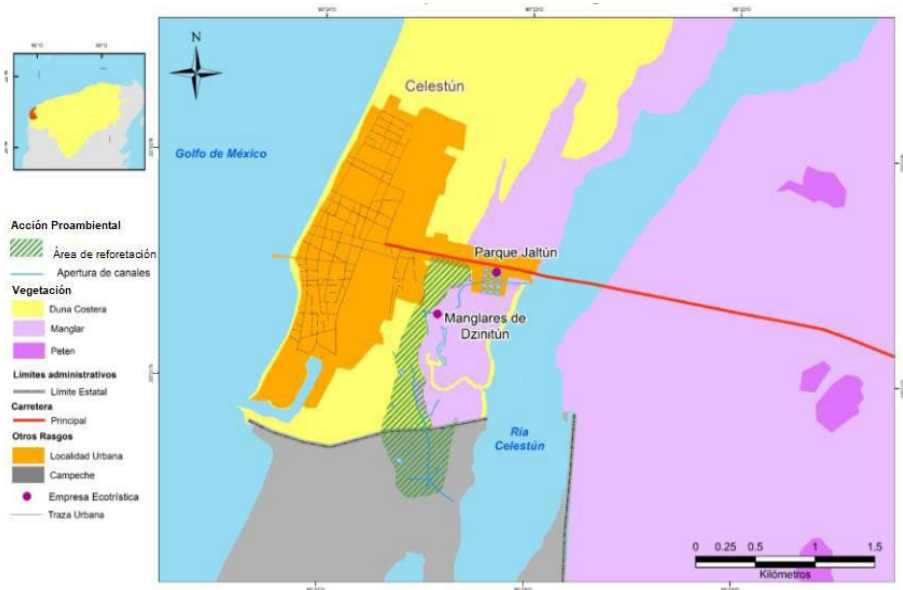 N
Celestún
Golfo de México
Parque Jaltún
Manglares de
Dzinitún
Ría
Celestún
Acción Proambiental
Área de reforetación
Apertura de canales
Vegetación
Duna Costera
Manglar
Peten
Límites administrativos
Límite Estatal
Carretera
Principal
Otros Rasgos
Localidad Urbana
Campeche
Empresa Ecotrística
Traza Urbana
0 0.25 0.5 1 1.5
Kilómetros